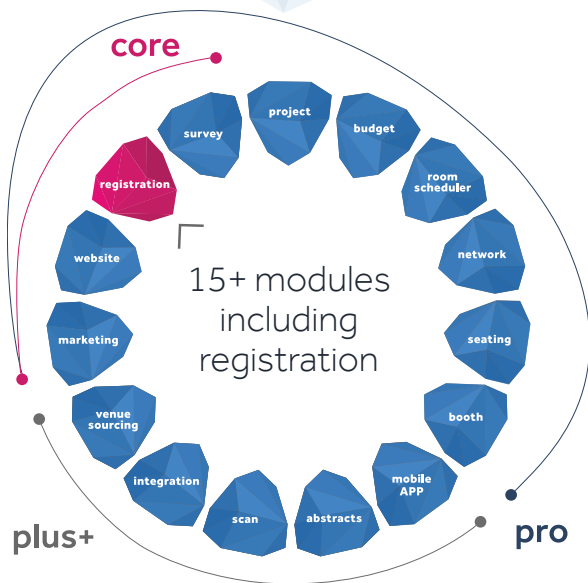 core
project
survey
budget
room
scheduler
registration
network
website
15+ modules
including
registration
marketing
seating
venue
sourcing
booth
integration
mobile
APP
scan
abstracts
plus+
pro